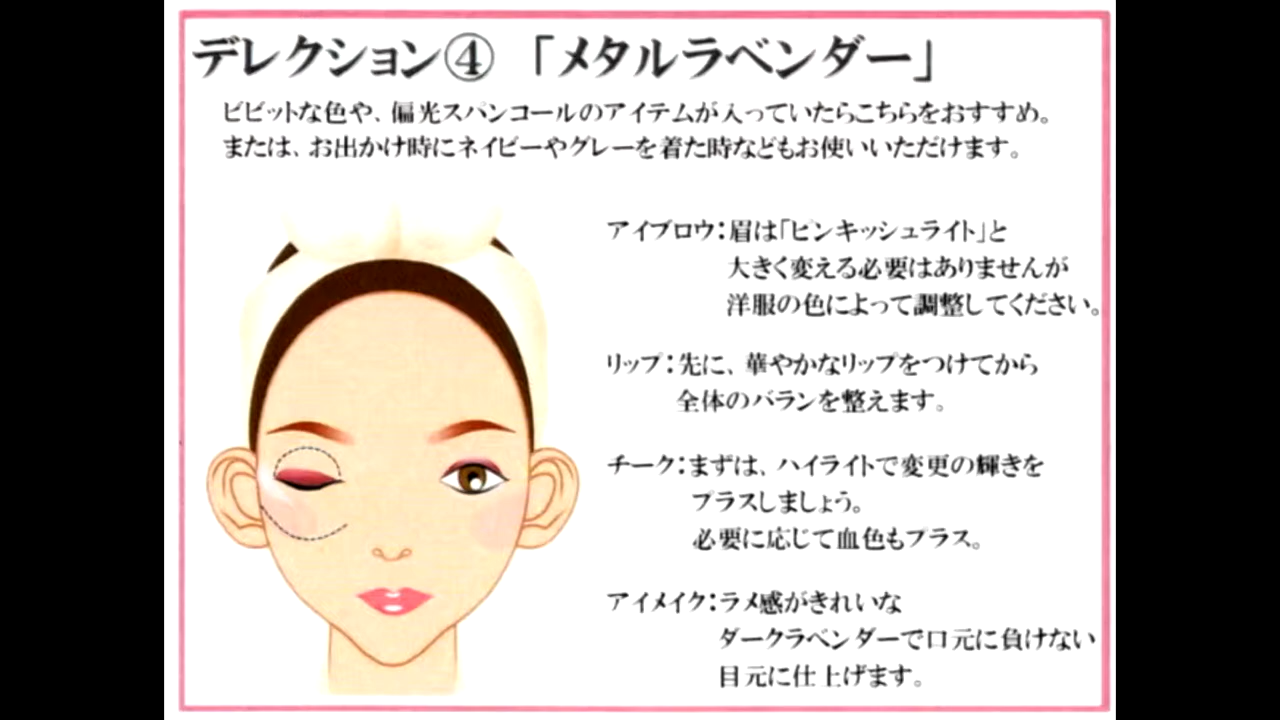 デレクション④ 「メタルラベンダー」
ビビットな色や、偏光スパンコールのアイテムが入っていたらこちらをおすすめ。
または、お出かけ時にネイビーやグレーを着た時などもお使いいただけます。
アイブロウ：眉は「ピンキッシュライト」と
大きく変える必要はありませんが
洋服の色によって調整してください。
リップ：先に、華やかなリップをつけてから
全体のバランを整えます。
チーク：まずは、ハイライトで変更の輝きを
プラスしましょう。
必要に応じて血色もプラス。
アイメイク：ラメ感がきれいな
ダークラベンダーで口元に負けない
目元に仕上げます。